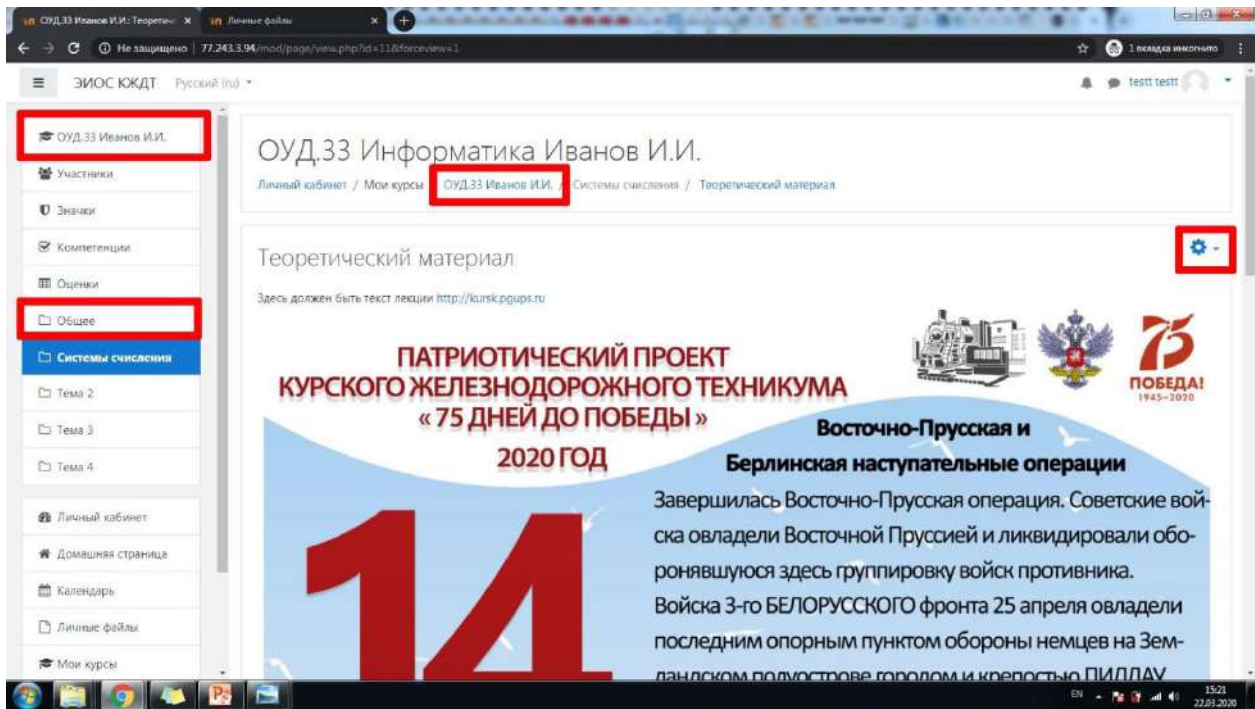 ОУД.33 Иванов И.И.: Теоретичес
Личные файлы
Не защищено
77.243.3.94/mod/page/view.php?id=11&forceview=1
1 вкладка инкогнито
ЭИОС КЖДТ
Русский (ru)
testt testt
ОУД.33 Иванов И.И.
Участники
Значки
Компетенции
Оценки
Общее
Системы счисления
Тема 2
Тема 3
Тема 4
Личный кабинет
Домашняя страница
Календарь
Личные файлы
Мои курсы
ОУД.33 Информатика Иванов И.И.
Личный кабинет / Мои курсы ОУД.33 Иванов И.И. / Системы счисления / Теоретический материал
Теоретический материал
Здесь должен быть текст лекции http://kursk.pgups.ru
ПАТРИОТИЧЕСКИЙ ПРОЕКТ
КУРСКОГО ЖЕЛЕЗНОДОРОЖНОГО ТЕХНИКУМА
« 75 ДНЕЙ ДО ПОБЕДЫ »
2020 ГОД
75
ПОБЕДА!
1945–2020
14
Восточно-Прусская и
Берлинская наступательные операции
Завершилась Восточно-Прусская операция. Советские вой-
ска овладели Восточной Пруссией и ликвидировали обо-
ронявшуюся здесь группировку войск противника.
Войска 3-го БЕЛОРУССКОГО фронта 25 апреля овладели
последним опорным пунктом обороны немцев на Зем-
ландском полуострове городом и крепостью ПИЛЛАУ
EN
15:21
22.03.2020